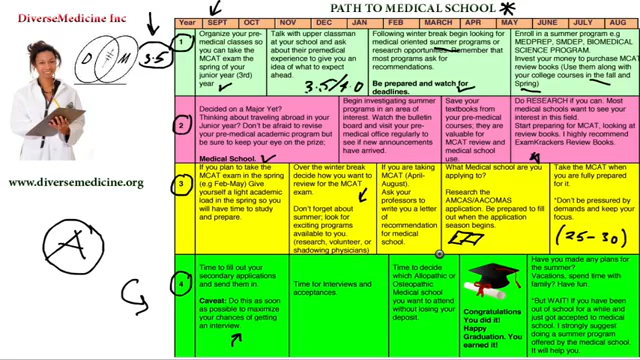 DiverseMedicine Inc
PATH TO MEDICAL SCHOOL *
Year SEPT OCT NOV DEC JAN FEB MARCH APR MAY JUNE JULY AUG
D M 3.5
1
Organize your pre-
medical classes so
you can take the
MCAT exam the
spring of your
junior year (3rd)
year
Talk with upper classman
at your school and ask
about their premedical
experience to give you an
idea of what to expect
ahead.
3.5/4.0
Following winter break begin looking for
medical oriented summer programs or
research opportunities. Remember that
most programs ask for
recommendations.
Be prepared and watch for
deadlines.
Enroll in a summer program e.g
MEDPREP, SMDEP, BIOMEDICAL
SCIENCE PROGRAM.
Invest your money to purchase MCAT
review books (Use them along with
your college courses in the fall and
Spring)
2
Decided on a Major Yet?
Thinking about traveling abroad in your
Junior year? Don't be afraid to revise
your pre-medical academic program but
be sure to keep your eye on the prize;
Medical School.
Begin investigating summer
programs in an area of
interest. Watch the bulletin
board and visit your pre-
medical office regularly to
see if new announcements
have arrived.
Save your
textbooks from
your pre-medical
courses; they are
valuable for
MCAT review and
medical school
use.
Do RESEARCH if you can. Most
medical schools want to see your
interest in this field.
Start preparing for MCAT, looking at
review books. I highly recommend
ExamKrackers Review Books.
www.diversemedicine.org
3
If you plan to take the
MCAT exam in the spring
(e.g Feb-May) Give
yourself a light academic
load in the spring so you
will have time to study
and prepare.
Over the winter break
decide how you want to
review for the MCAT
exam.
Don't forget about
summer; look for
exciting programs
available to you.
(research, volunteer, or
shadowing physicians)
If you are taking
MCAT (April-
August).
Ask your
professors to
write you a letter
of
recommendation
for medical
school.
What Medical School are you
applying to?
Research the
AMCAS/AACOMAS
application. Be prepared to fill
out when the application
season begins.
Take the MCAT when
you are fully prepared
for it.
"Don't be pressured by
demands and keep your
focus.
(25-30)
A
4
Time to fill out your
secondary applications
and send them in.
Caveat: Do this as soon
as possible to maximize
your chances of getting
an interview.
Time for Interviews and
acceptances.
Time to decide
which Allopathic or
Osteopathic
Medical school
you want to attend
without losing your
deposit.
Congratulations
You did it!
Happy
Graduation. You
earned it!
Have you made any plans for
the summer?
Vacations, spend time with
family? Have fun.
"But WAIT! If you have been
out of school for a while and
just got accepted to medical
school. I strongly suggest
doing a summer program
offered by the medical school.
It will help you.